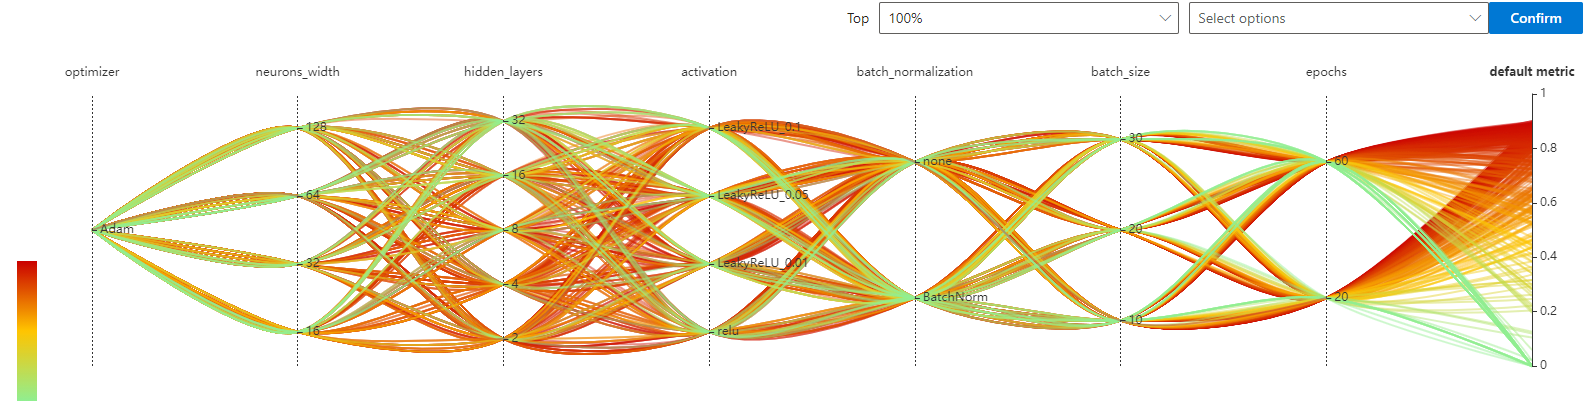 Top 100% Select options Confirm
optimizer neurons_width hidden_layers activation batch_normalization batch_size epochs default metric
1
128 32 LeakyReLU_0.1 30
0.8
none 60
16
64 LeakyReLU_0.05 0.6
Adam 8 20
32 LeakyReLU_0.01 0.4
4
BatchNorm 20
0.2
16 relu 10
2
0